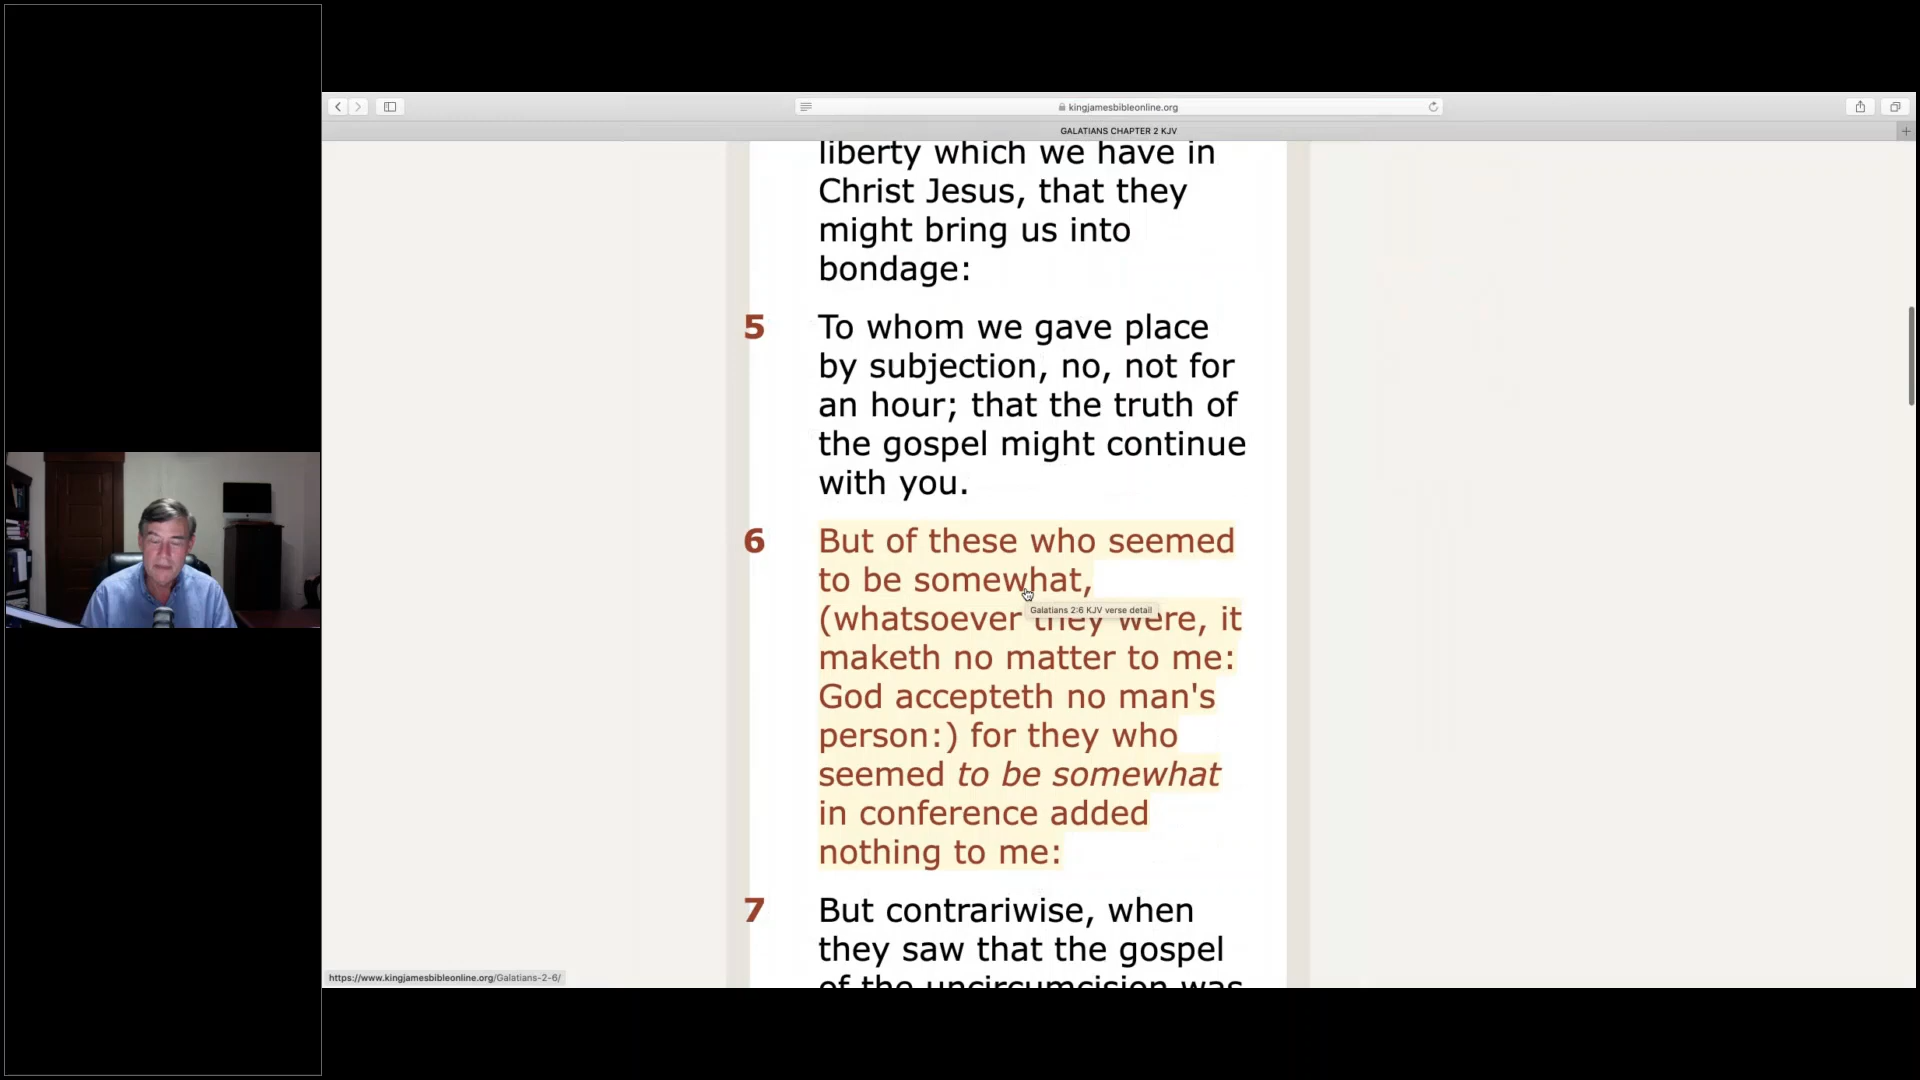 kingjamesbibleonline.org
GALATIANS CHAPTER 2 KJV
liberty which we have in
Christ Jesus, that they
might bring us into
bondage:
5 To whom we gave place
by subjection, no, not for
an hour; that the truth of
the gospel might continue
with you.
6 But of these who seemed
to be somewhat,
Galatians 2:6 KJV verse detail
(whatsoever they were, it
maketh no matter to me:
God accepteth no man's
person:) for they who
seemed to be somewhat
in conference added
nothing to me:
7 But contrariwise, when
they saw that the gospel
of the uncircumcision was
https://www.kingjamesbibleonline.org/Galatians-2-6/